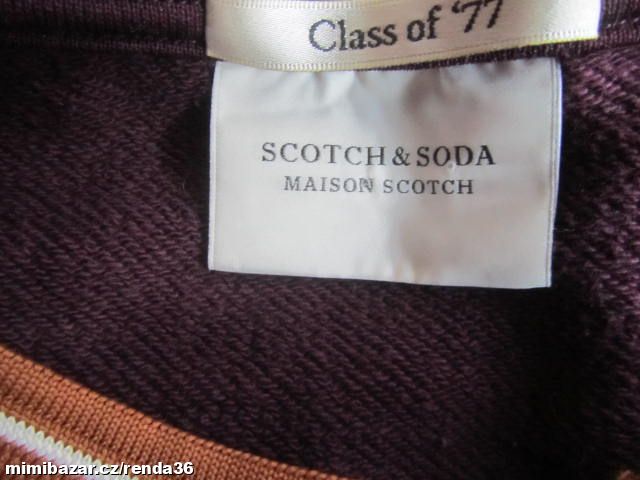 Class of '77
SCOTCH & SODA
MAISON SCOTCH
mimibazar.cz/renda36